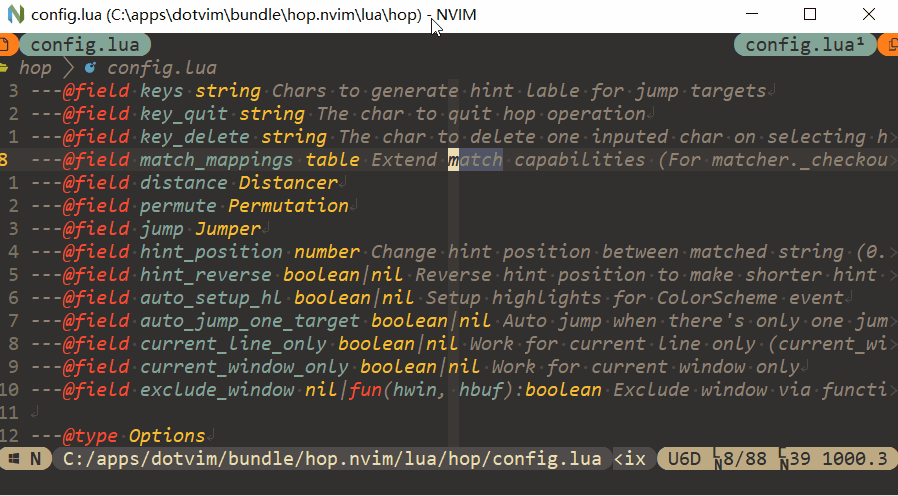 config.lua (C:\apps\dotvim\bundle\hop.nvim\lua\hop) - NVIM
config.lua config.lua¹
hop config.lua
3 ---@field keys string Chars to generate hint lable for jump targets
2 ---@field key_quit string The char to quit hop operation
1 ---@field key_delete string The char to delete one inputed char on selecting h>
8 ---@field match_mappings table Extend match capabilities (For matcher._checkou>
1 ---@field distance Distancer
2 ---@field permute Permutation
3 ---@field jump Jumper
4 ---@field hint_position number Change hint position between matched string (0.>
5 ---@field hint_reverse boolean|nil Reverse hint position to make shorter hint >
6 ---@field auto_setup_hl boolean|nil Setup highlights for ColorScheme event
7 ---@field auto_jump_one_target boolean|nil Auto jump when there's only one jum>
8 ---@field current_line_only boolean|nil Work for current line only (current_wi>
9 ---@field current_window_only boolean|nil Work for current window only
10 ---@field exclude_window nil|fun(hwin, hbuf):boolean Exclude window via functi>
11
12 ---@type Options
N C:/apps/dotvim/bundle/hop.nvim/lua/hop/config.lua <ix U6D LN8/88 LN39 1000.3